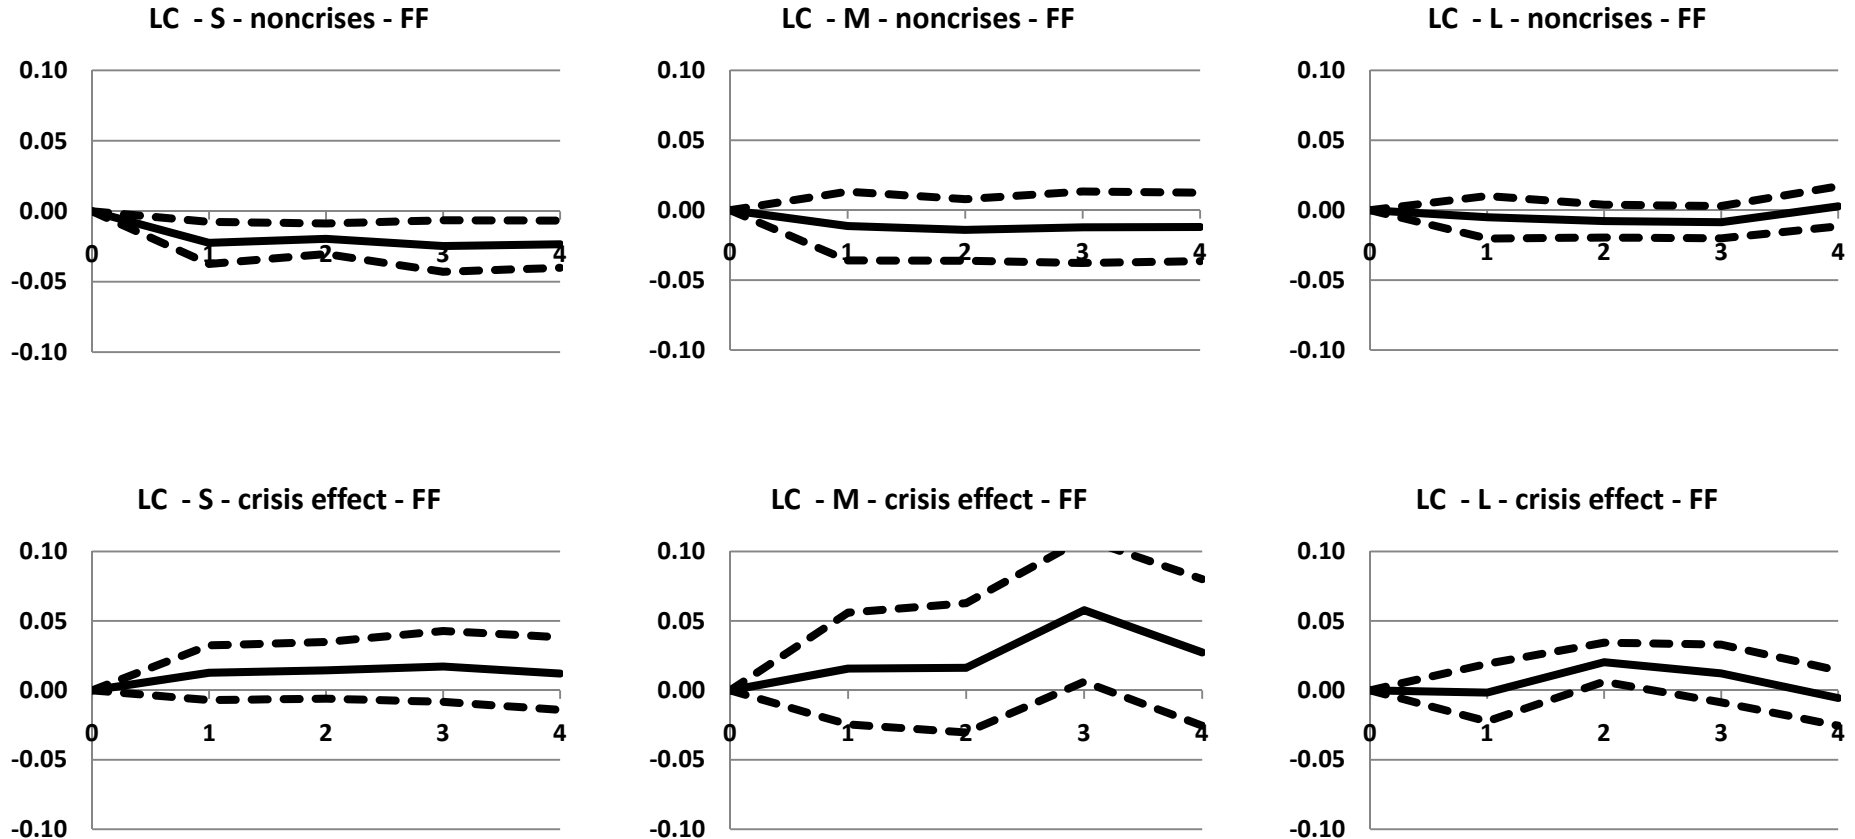 LC - S - noncrises - FF
0.10
0.05
0.00
-0.05
-0.10
0 1 2 3 4
LC - M - noncrises - FF
0.10
0.05
0.00
-0.05
-0.10
0 1 2 3 4
LC - L - noncrises - FF
0.10
0.05
0.00
-0.05
-0.10
0 1 2 3 4
LC - S - crisis effect - FF
0.10
0.05
0.00
-0.05
-0.10
0 1 2 3 4
LC - M - crisis effect - FF
0.10
0.05
0.00
-0.05
-0.10
0 1 2 3 4
LC - L - crisis effect - FF
0.10
0.05
0.00
-0.05
-0.10
0 1 2 3 4